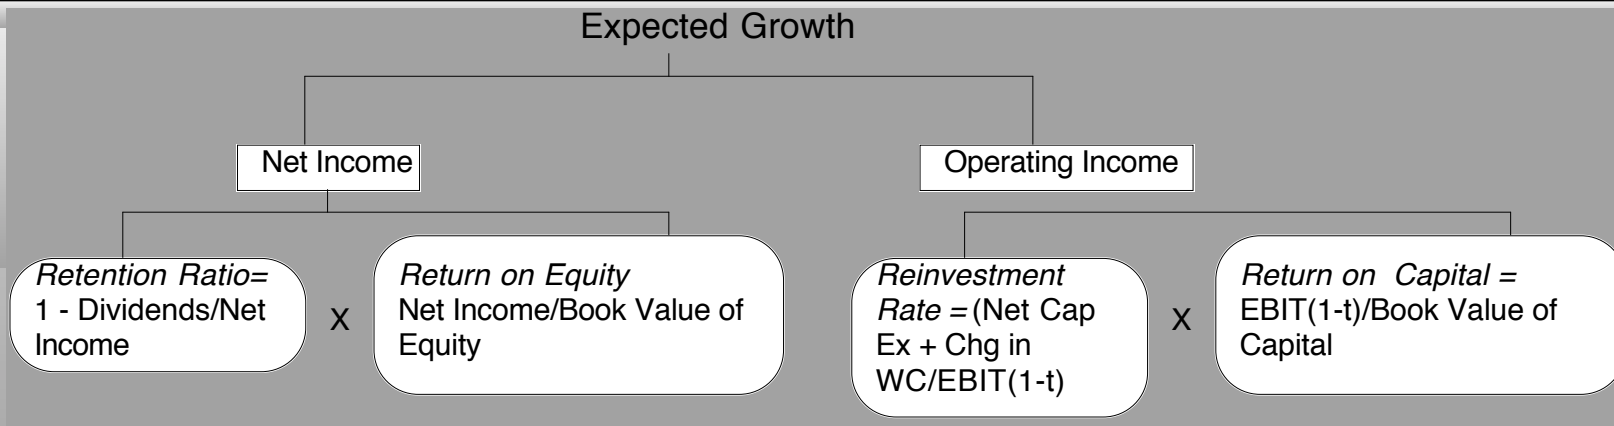 Expected Growth
Net Income
Operating Income
Retention Ratio=
1 - Dividends/Net
Income
X
Return on Equity
Net Income/Book Value of
Equity
Reinvestment
Rate = (Net Cap
Ex + Chg in
WC/EBIT(1-t)
X
Return on Capital =
EBIT(1-t)/Book Value of
Capital